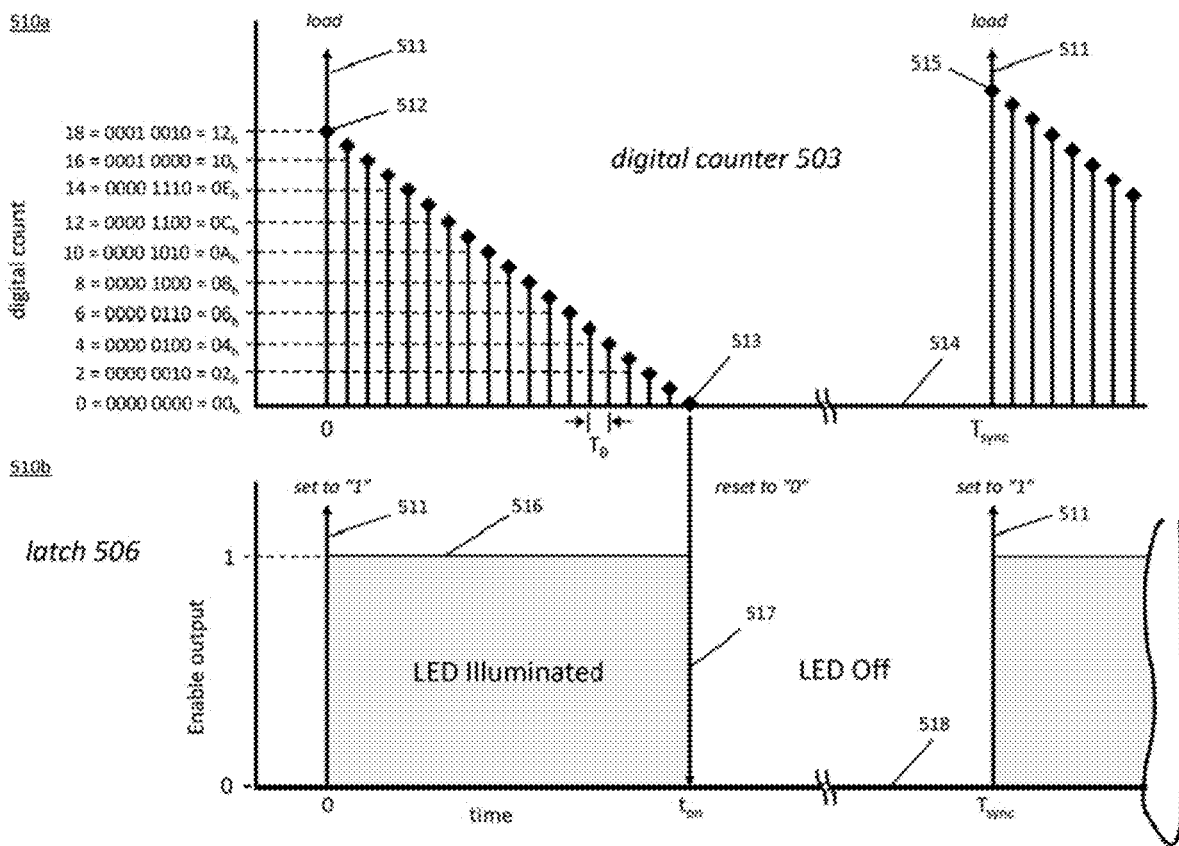 510a
load
511
512
load
511
515
digital counter 503
digital count
18 = 0001 0010 = 12h
16 = 0001 0000 = 10h
14 = 0000 1110 = 0Eh
12 = 0000 1100 = 0Ch
10 = 0000 1010 = 0Ah
8 = 0000 1000 = 08h
6 = 0000 0110 = 06h
4 = 0000 0100 = 04h
2 = 0000 0010 = 02h
0 = 0000 0000 = 00h
513
514
0
Tθ
Tsync
510b
latch 506
set to "1"
511
516
reset to "0"
set to "1"
511
Enable output
1
517
LED Illuminated
LED Off
518
0
0
time
ton
Tsync